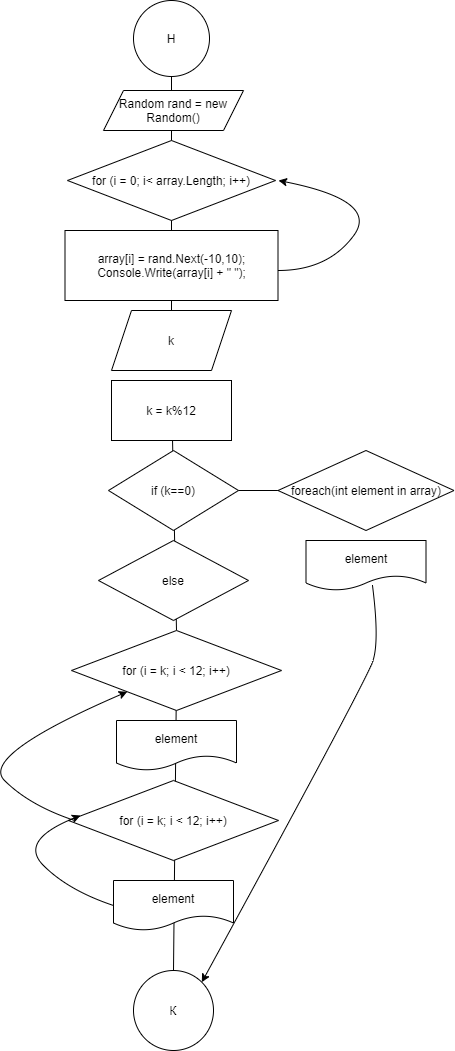 H
Random rand = new
Random()
for (i = 0; i< array.Length; i++)
array[i] = rand.Next(-10,10);
Console.Write(array[i] + " ");
k
k = k%12
if (k==0)
foreach(int element in array)
element
else
for (i = k; i < 12; i++)
element
for (i = k; i < 12; i++)
element
K